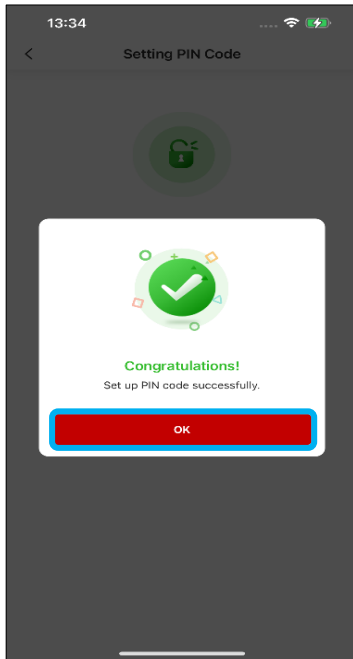 13:34
Setting PIN Code
Congratulations!
Set up PIN code successfully.
OK